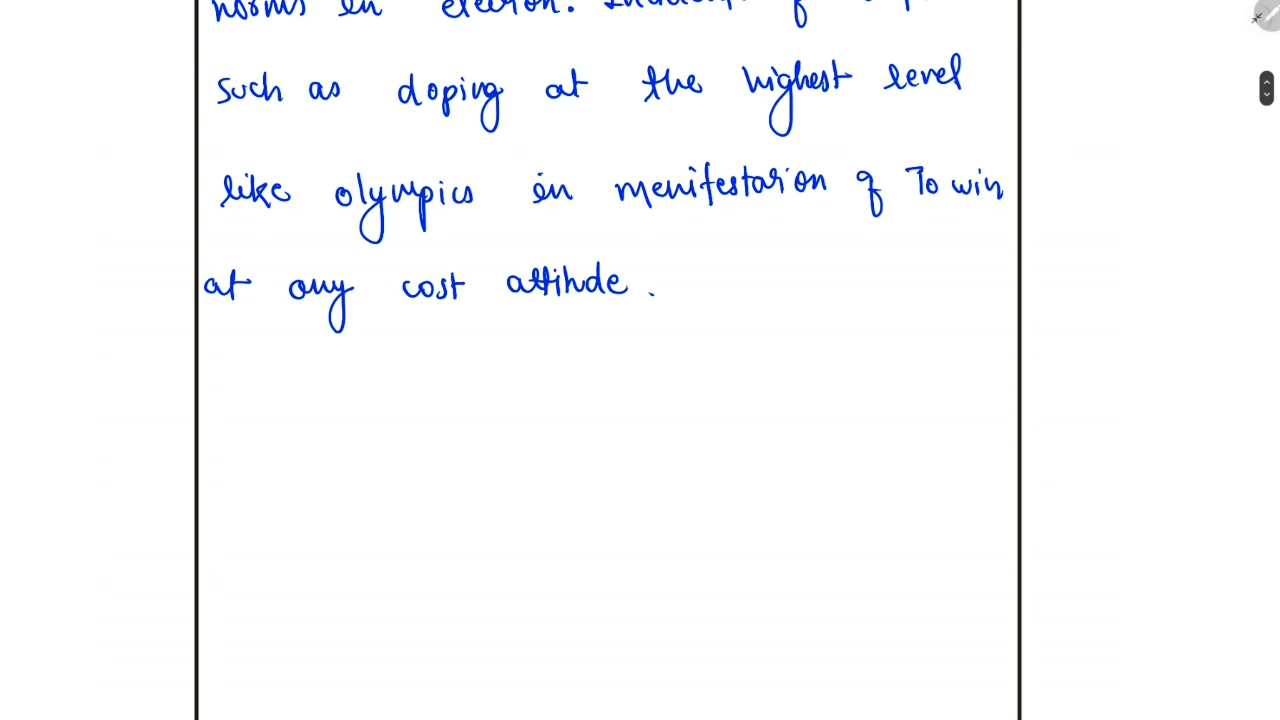 norms in
such as doping at the highest level
like olympics in menifestation of To win
at any cost attitude .